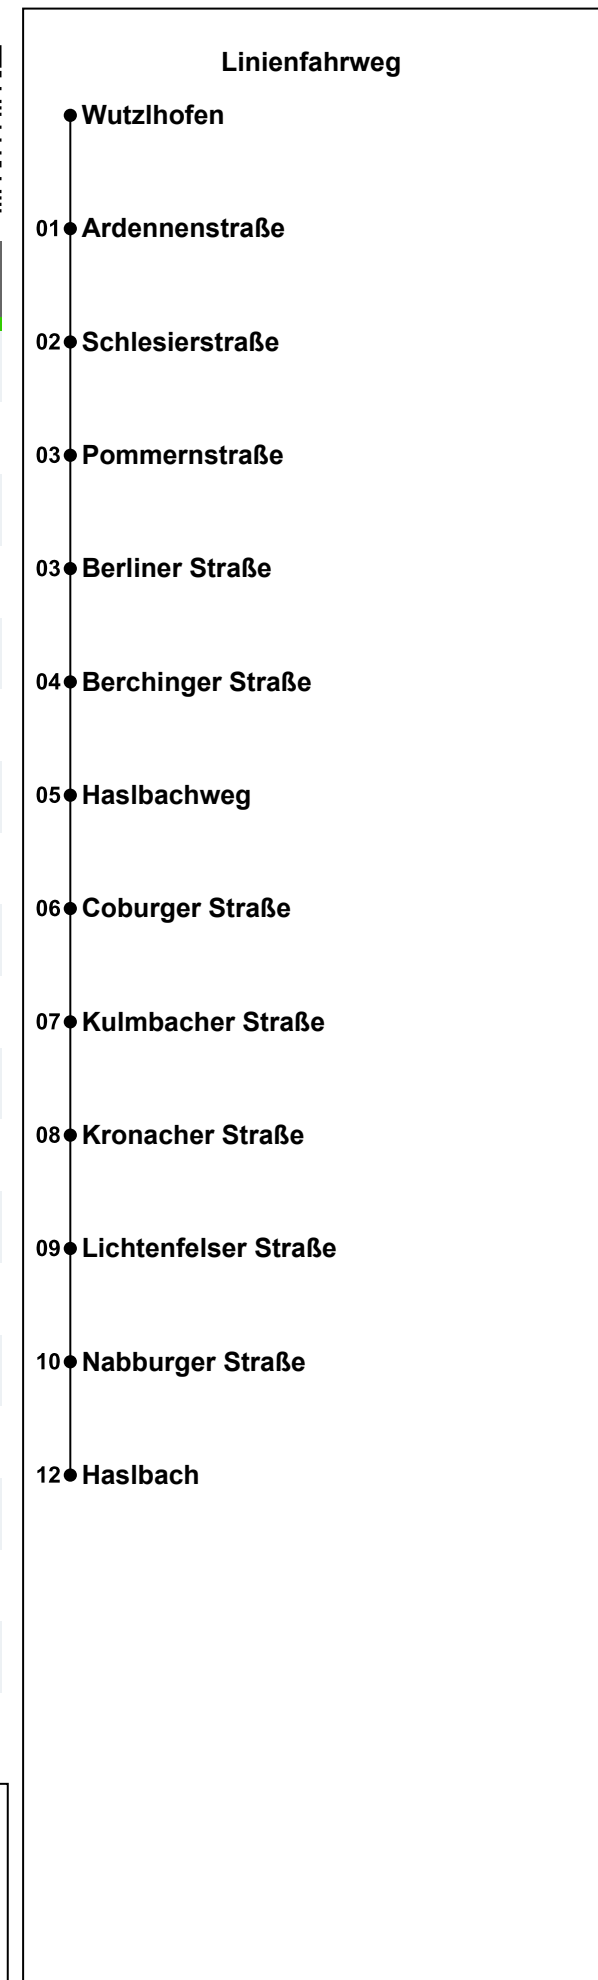 Linienfahrweg
Wutzlhofen
01 Ardennenstraße
02 Schlesierstraße
03 Pommernstraße
03 Berliner Straße
04 Berchinger Straße
05 Haslbachweg
06 Coburger Straße
07 Kulmbacher Straße
08 Kronacher Straße
09 Lichtenfelser Straße
10 Nabburger Straße
12 Haslbach